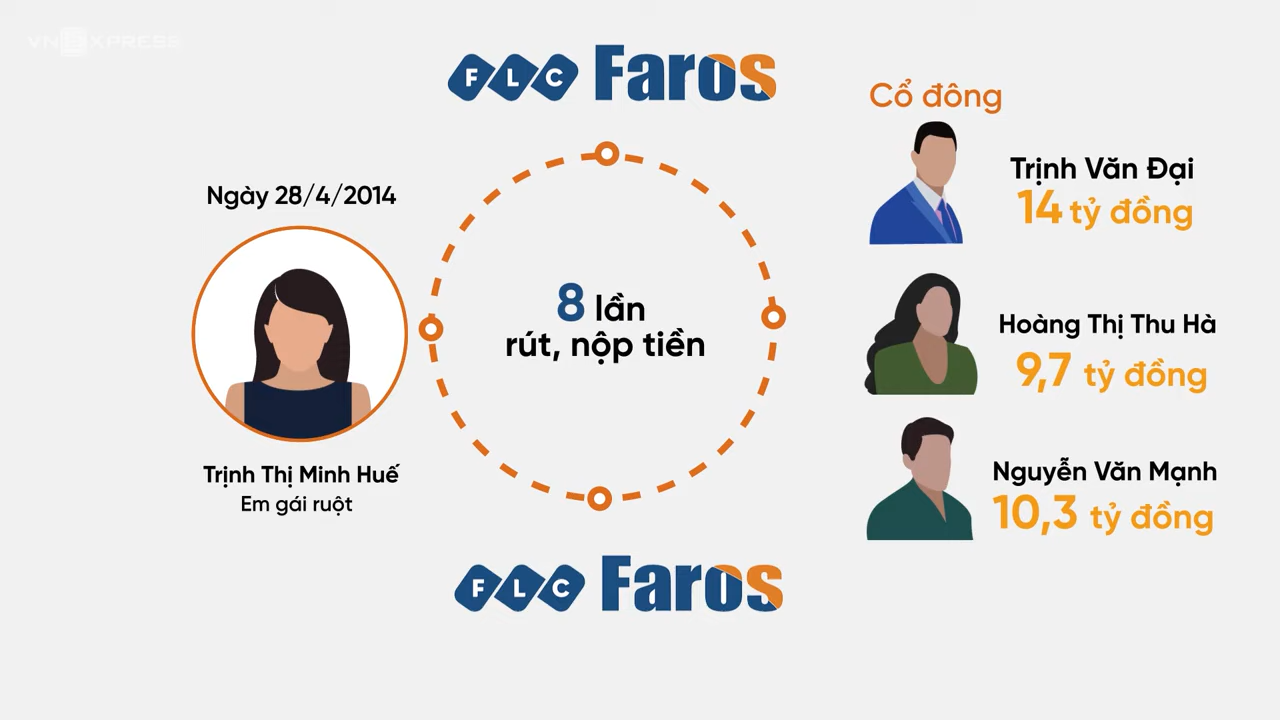 VNEXPRESS
FLC Faros
Cổ đông
Ngày 28/4/2014
Trịnh Văn Đại
14 tỷ đồng
8 lần
rút, nộp tiền
Hoàng Thị Thu Hà
9,7 tỷ đồng
Trịnh Thị Minh Huế
Em gái ruột
Nguyễn Văn Mạnh
10,3 tỷ đồng
FLC Faros